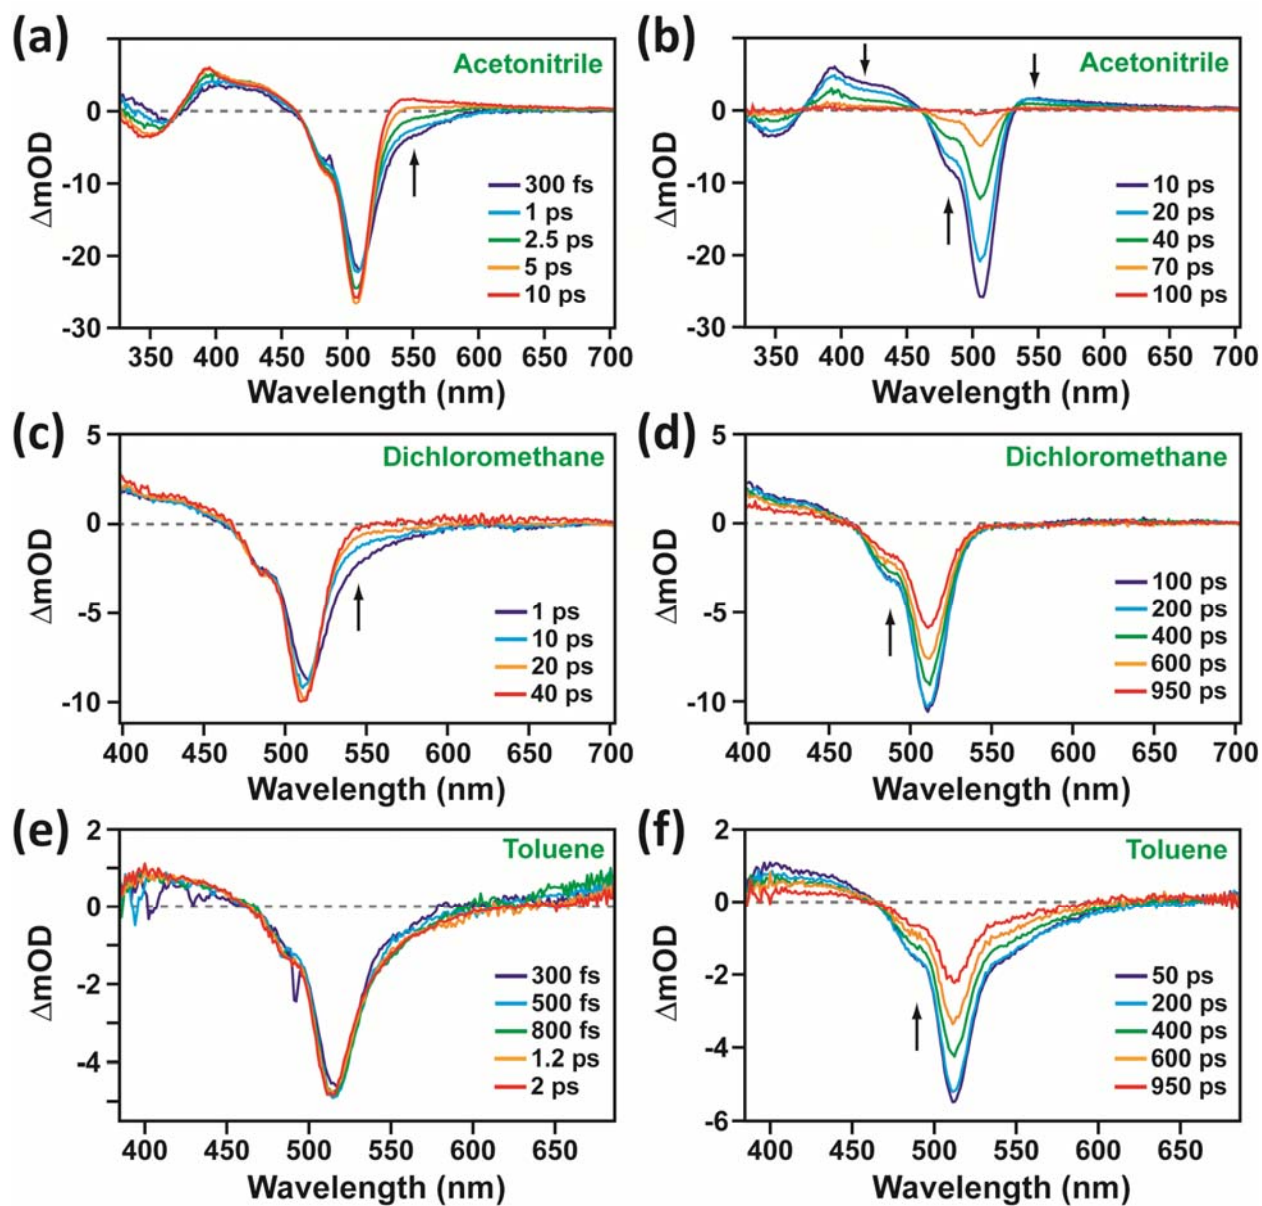 (a)
Acetonitrile
10
0
-10
-20
-30
ΔmOD
300 fs
1 ps
2.5 ps
5 ps
10 ps
350 400 450 500 550 600 650 700
Wavelength (nm)
(b)
Acetonitrile
10
0
-10
-20
-30
ΔmOD
10 ps
20 ps
40 ps
70 ps
100 ps
350 400 450 500 550 600 650 700
Wavelength (nm)
(c)
Dichloromethane
5
0
-5
-10
ΔmOD
1 ps
10 ps
20 ps
40 ps
400 450 500 550 600 650 700
Wavelength (nm)
(d)
Dichloromethane
5
0
-5
-10
ΔmOD
100 ps
200 ps
400 ps
600 ps
950 ps
400 450 500 550 600 650 700
Wavelength (nm)
(e)
Toluene
2
0
-2
-4
ΔmOD
300 fs
500 fs
800 fs
1.2 ps
2 ps
400 450 500 550 600 650
Wavelength (nm)
(f)
Toluene
2
0
-2
-4
-6
ΔmOD
50 ps
200 ps
400 ps
600 ps
950 ps
400 450 500 550 600 650
Wavelength (nm)